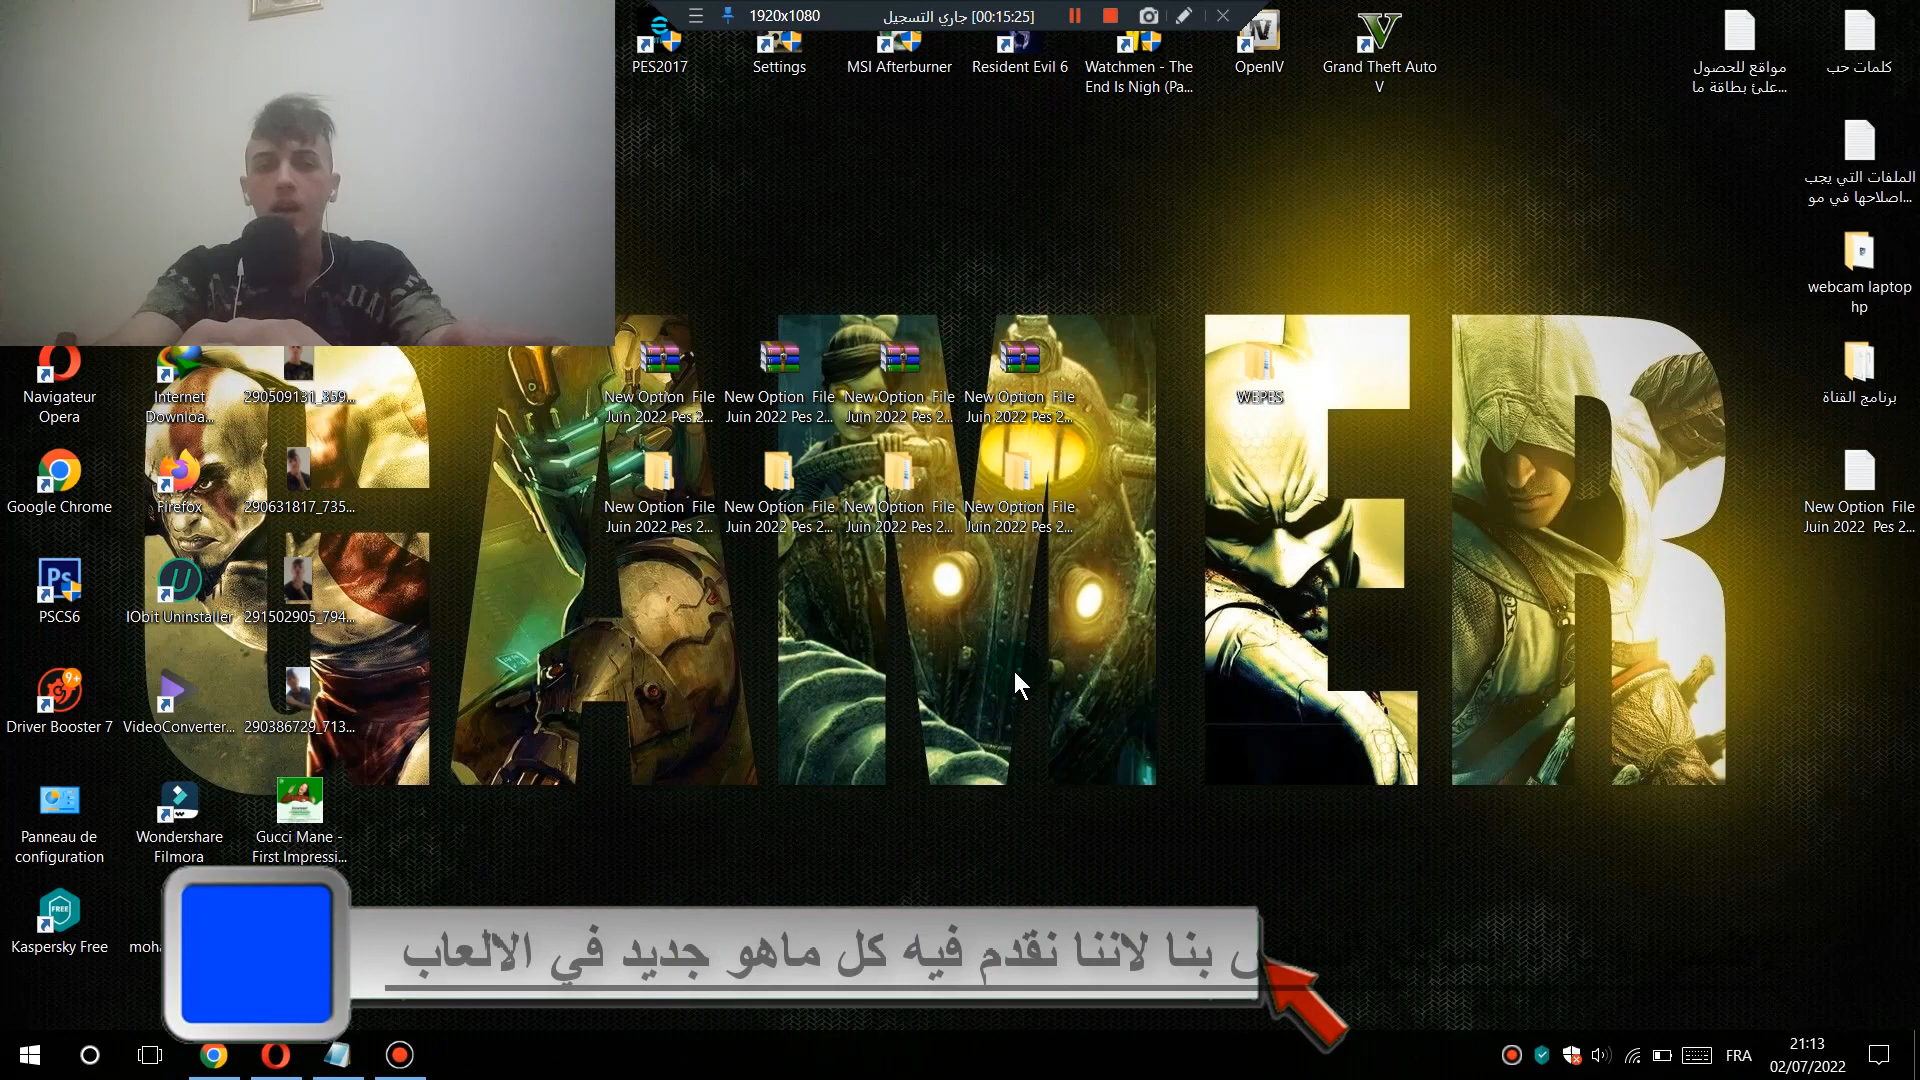 1920x1080
جاري التسجيل [00:15:25]
PES2017
Settings
MSI Afterburner
Resident Evil 6
Watchmen - The
End Is Nigh (Pa...
OpenIV
Grand Theft Auto
V
مواقع للحصول
على بطاقة ما...
كلمات حب
الملفات التي يجب
اصلاحها في مو...
webcam laptop
hp
Navigateur
Opera
Internet
Downloa...
290509131_359...
New Option File
Juin 2022 Pes 2...
New Option File
Juin 2022 Pes 2...
New Option File
Juin 2022 Pes 2...
New Option File
Juin 2022 Pes 2...
WEPES
برنامج القناة
Google Chrome
Firefox
290631817_735...
New Option File
Juin 2022 Pes 2...
New Option File
Juin 2022 Pes 2...
New Option File
Juin 2022 Pes 2...
New Option File
Juin 2022 Pes 2...
New Option File
Juin 2022 Pes 2...
GAMER
PSCS6
IObit Uninstaller
291502905_794...
Driver Booster 7
VideoConverter...
290386729_713...
Panneau de
configuration
Wondershare
Filmora
Gucci Mane -
First Impressi...
Kaspersky Free
moha
بنا لاننا نقدم فيه كل ماهو جديد في الالعاب
FRA
21:13
02/07/2022